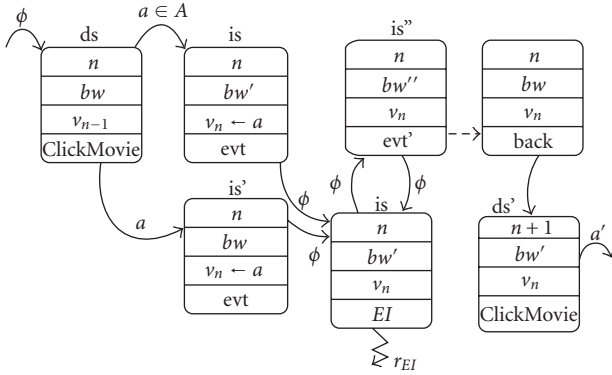 ϕ
ds
n
bw
v_{n−1}
ClickMovie
a ∈ A
is
n
bw′
v_n ← a
evt
a
is’
n
bw
v_n ← a
evt
ϕ
ϕ
is
n
bw′
v_n
EI
r_{EI}
ϕ
ϕ
is”
n
bw′′
v_n
evt’
n
bw
v_n
back
ds’
n + 1
bw′
v_n
ClickMovie
a′